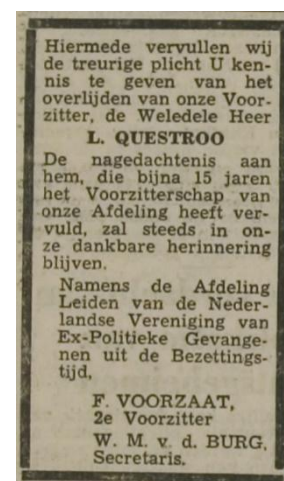 Hiermede vervullen wij
de treurige plicht U ken-
nis te geven van het
overlijden van onze Voor-
zitter, de Weledele Heer
L. QUESTROO
De nagedachtenis aan
hem, die bijna 15 jaren
het Voorzitterschap van
onze Afdeling heeft ver-
vuld, zal steeds in on-
ze dankbare herinnering
blijven.
Namens de Afdeling
Leiden van de Neder-
landse Vereniging van
Ex-Politieke Gevange-
nen uit de Bezettings-
tijd,
F. VOORZAAT,
2e Voorzitter
W. M. v. d. BURG,
Secretaris.